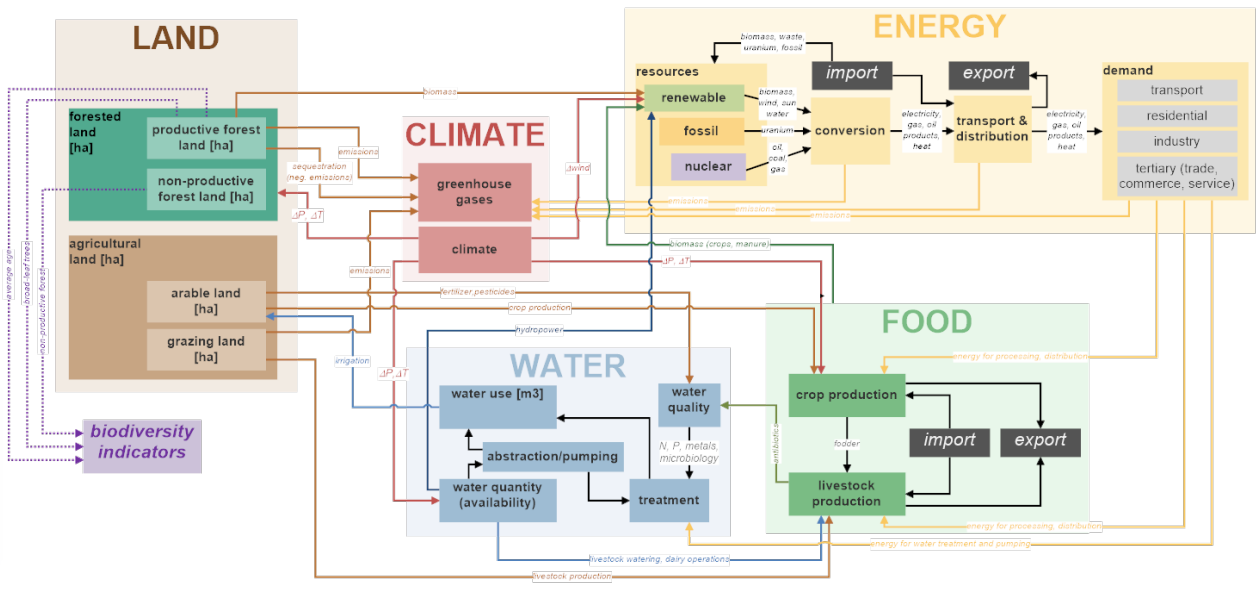 LAND
forested
land
[ha]
productive forest
land [ha]
non-productive
forest land [ha]
agricultural
land [ha]
arable land
[ha]
grazing land
[ha]
average age
broad-leaf trees
non-productive forest
biodiversity
indicators
biomass
emissions
sequestration
(neg. emissions)
ΔP, ΔT
emissions
fertilizer,pesticides
crop production
irrigation
CLIMATE
greenhouse
gases
climate
Δwind
ΔP, ΔT
ΔP, ΔT
hydropower
ENERGY
biomass, waste,
uranium, fossil
resources
renewable
fossil
nuclear
biomass,
wind, sun
water
uranium
oil,
coal,
gas
import
conversion
electricity,
gas, oil
products,
heat
export
transport &
distribution
electricity,
gas, oil
products,
heat
demand
transport
residential
industry
tertiary (trade,
commerce, service)
emissions
emissions
emissions
biomass (crops, manure)
WATER
water use [m3]
water
quality
abstraction/pumping
N, P, metals,
microbiology
water quantity
(availability)
treatment
antibiotics
FOOD
energy for processing, distribution
crop production
fodder
import
export
livestock
production
energy for processing, distribution
energy for water treatment and pumping
livestock watering, dairy operations
livestock production